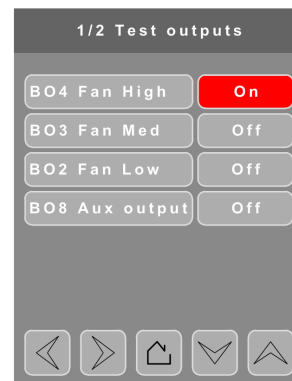 1/2 Test outputs
BO4 Fan High On
BO3 Fan Med Off
BO2 Fan Low Off
BO8 Aux output Off